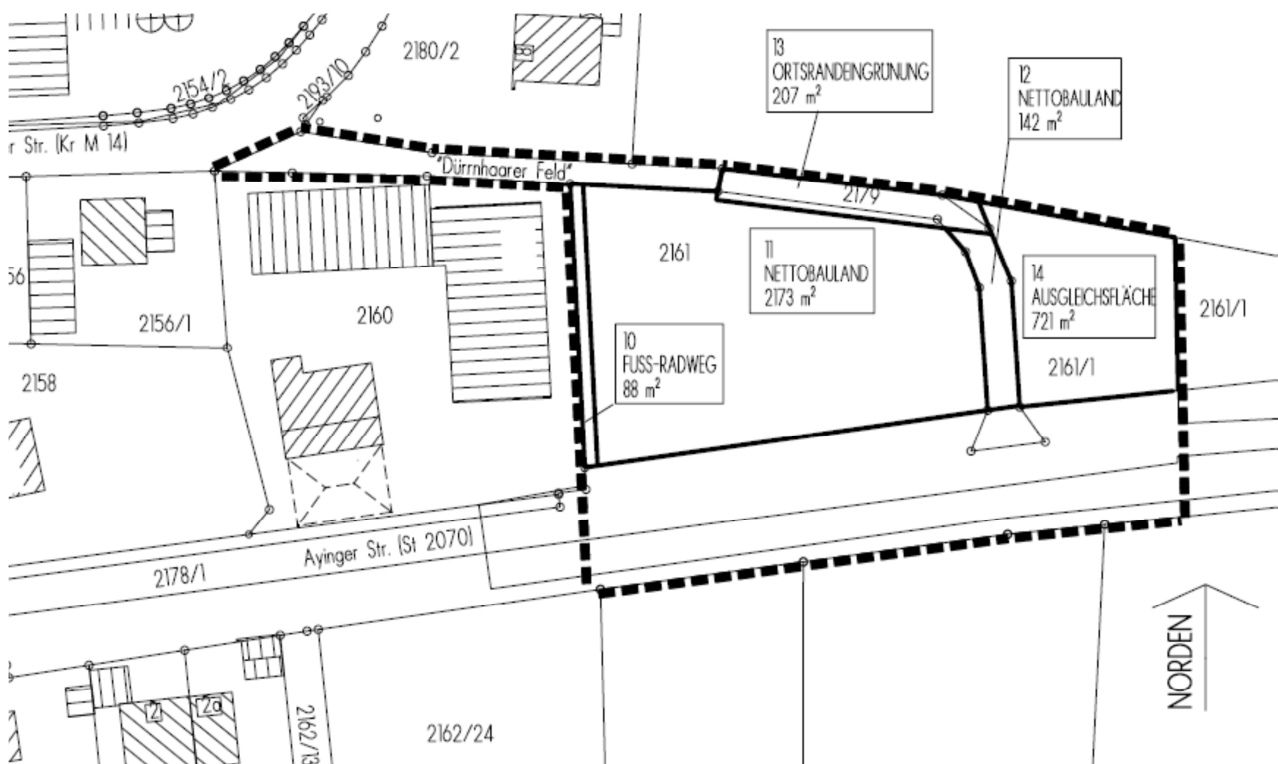 2180/2
2154/2
2193/10
r Str. (Kr M 14)
13
ORTSRANDEINGRÜNUNG
207 m²
12
NETTOBAULAND
142 m²
"Dürrnhaarer Feld"
2179
2161
11
NETTOBAULAND
2173 m²
14
AUSGLEICHSFLÄCHE
721 m²
2161/1
2161/1
56
2156/1
2160
2158
10
FUSS-RADWEG
88 m²
Ayinger Str. (St 2070)
2178/1
NORDEN
2
2a
2162/13
2162/24